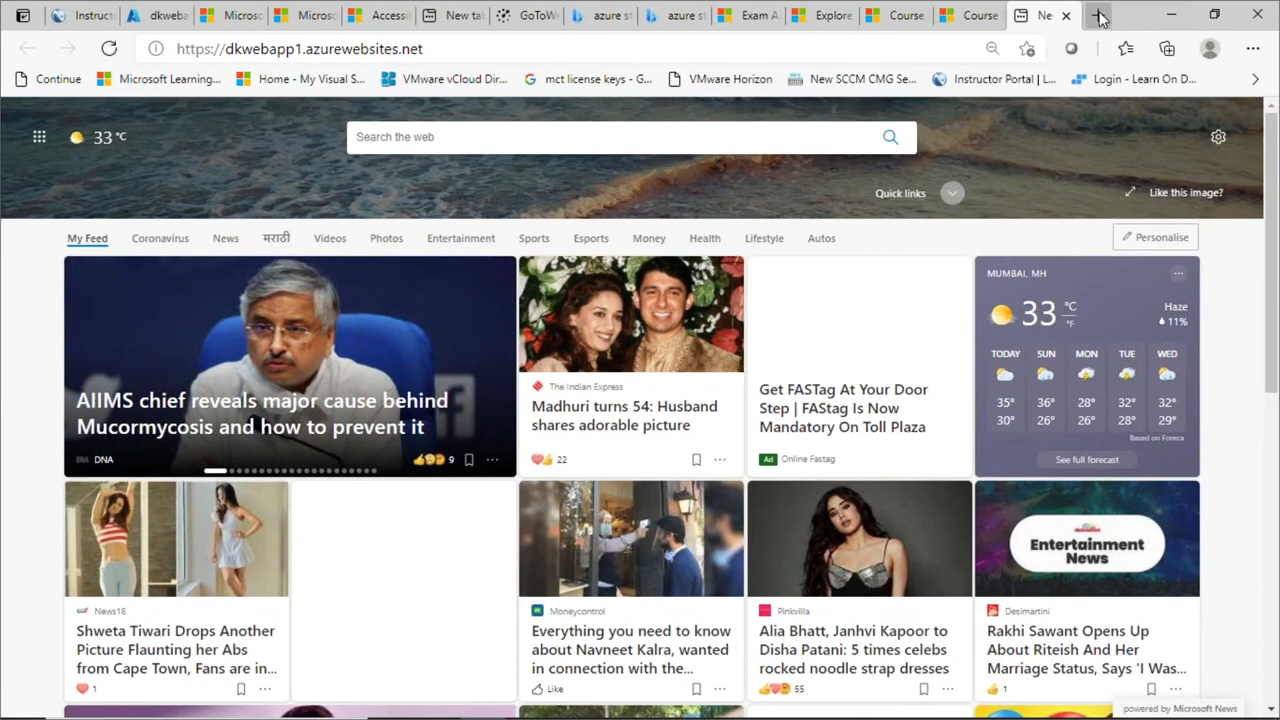 Instruct
dkweba
Microsc
Microsc
Accessi
New tal
GoToW
azure st
azure st
Exam A
Explore
Course
Course
Ne
https://dkwebapp1.azurewebsites.net
Continue
Microsoft Learning...
Home - My Visual S...
VMware vCloud Dir...
mct license keys - G...
VMware Horizon
New SCCM CMG Se...
Instructor Portal | L...
Login - Learn On D...
33 °C
Search the web
Quick links
Like this image?
My Feed
Coronavirus
News
मराठी
Videos
Photos
Entertainment
Sports
Esports
Money
Health
Lifestyle
Autos
Personalise
AIIMS chief reveals major cause behind
Mucormycosis and how to prevent it
DNA DNA
9
The Indian Express
Madhuri turns 54: Husband
shares adorable picture
22
Get FASTag At Your Door
Step | FAStag Is Now
Mandatory On Toll Plaza
Ad Online Fastag
MUMBAI, MH
33 °C
°F
Haze
11%
TODAY SUN MON TUE WED
35° 36° 28° 32° 32°
30° 26° 26° 28° 29°
Based on Foreca
See full forecast
News18
Shweta Tiwari Drops Another
Picture Flaunting her Abs
from Cape Town, Fans are in...
1
Moneycontrol
Everything you need to know
about Navneet Kalra, wanted
in connection with the...
Like
Pinkvilla
Alia Bhatt, Janhvi Kapoor to
Disha Patani: 5 times celebs
rocked noodle strap dresses
55
Entertainment
News
Desimartini
Rakhi Sawant Opens Up
About Riteish And Her
Marriage Status, Says 'I Was...
1
powered by Microsoft News